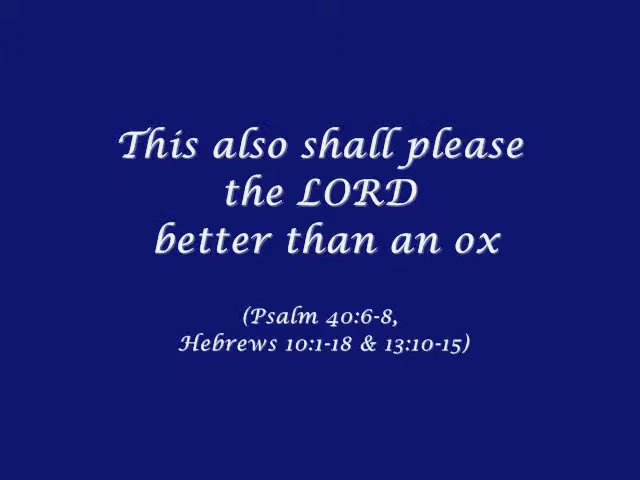 This also shall please
the LORD
better than an ox
(Psalm 40:6-8,
Hebrews 10:1-18 & 13:10-15)